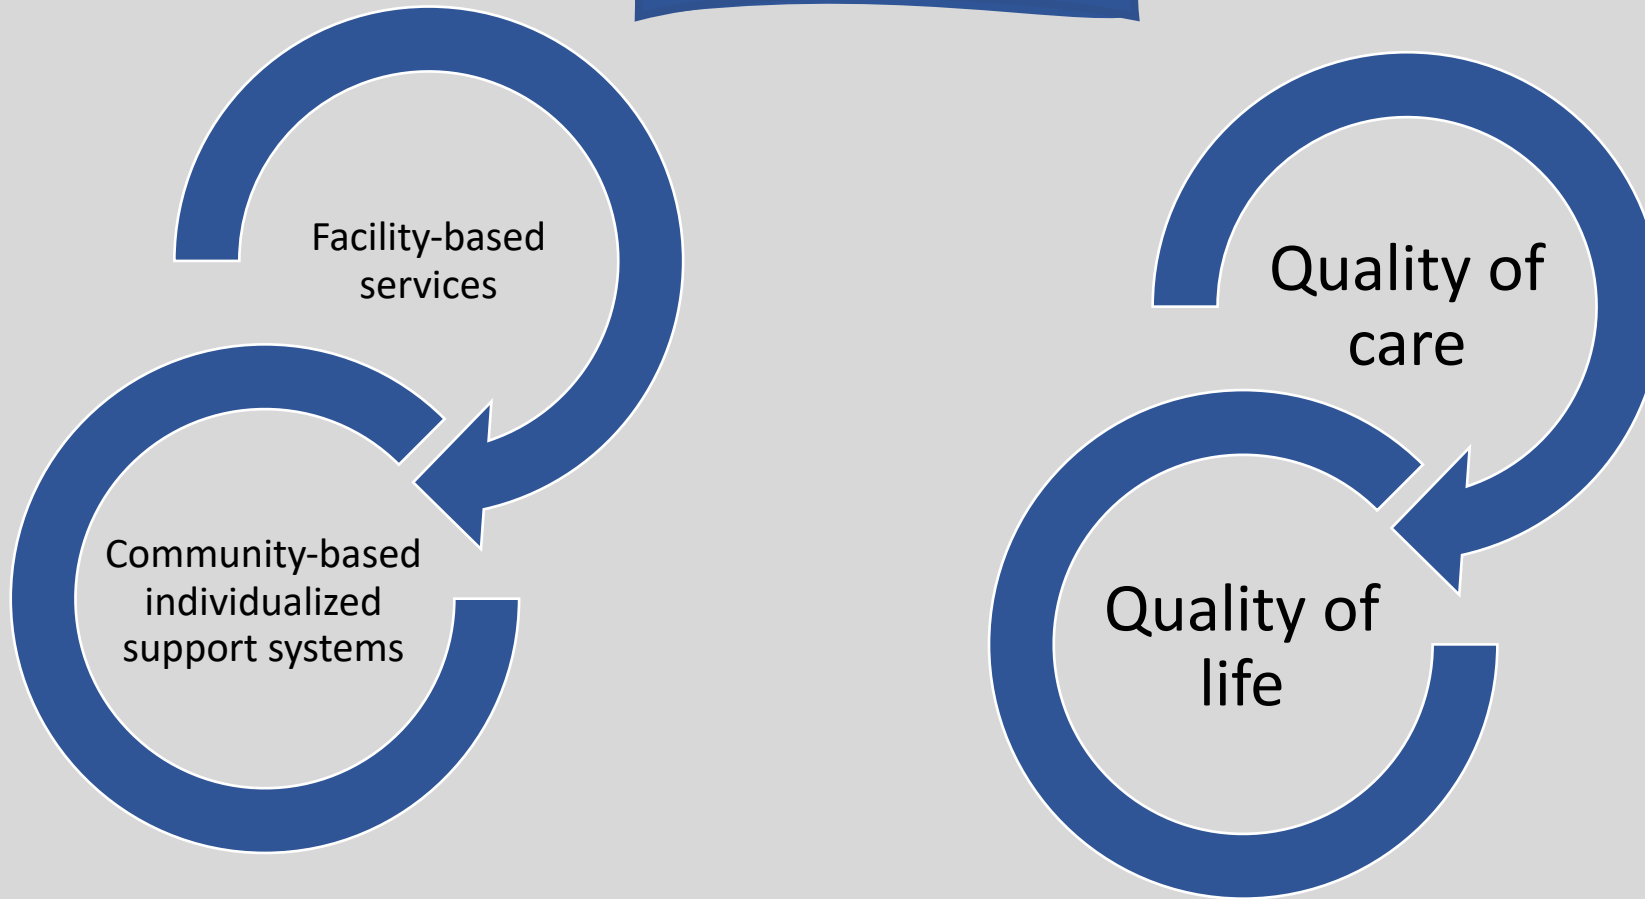 Facility-based
services
Community-based
individualized
support systems
Quality of
care
Quality of
life